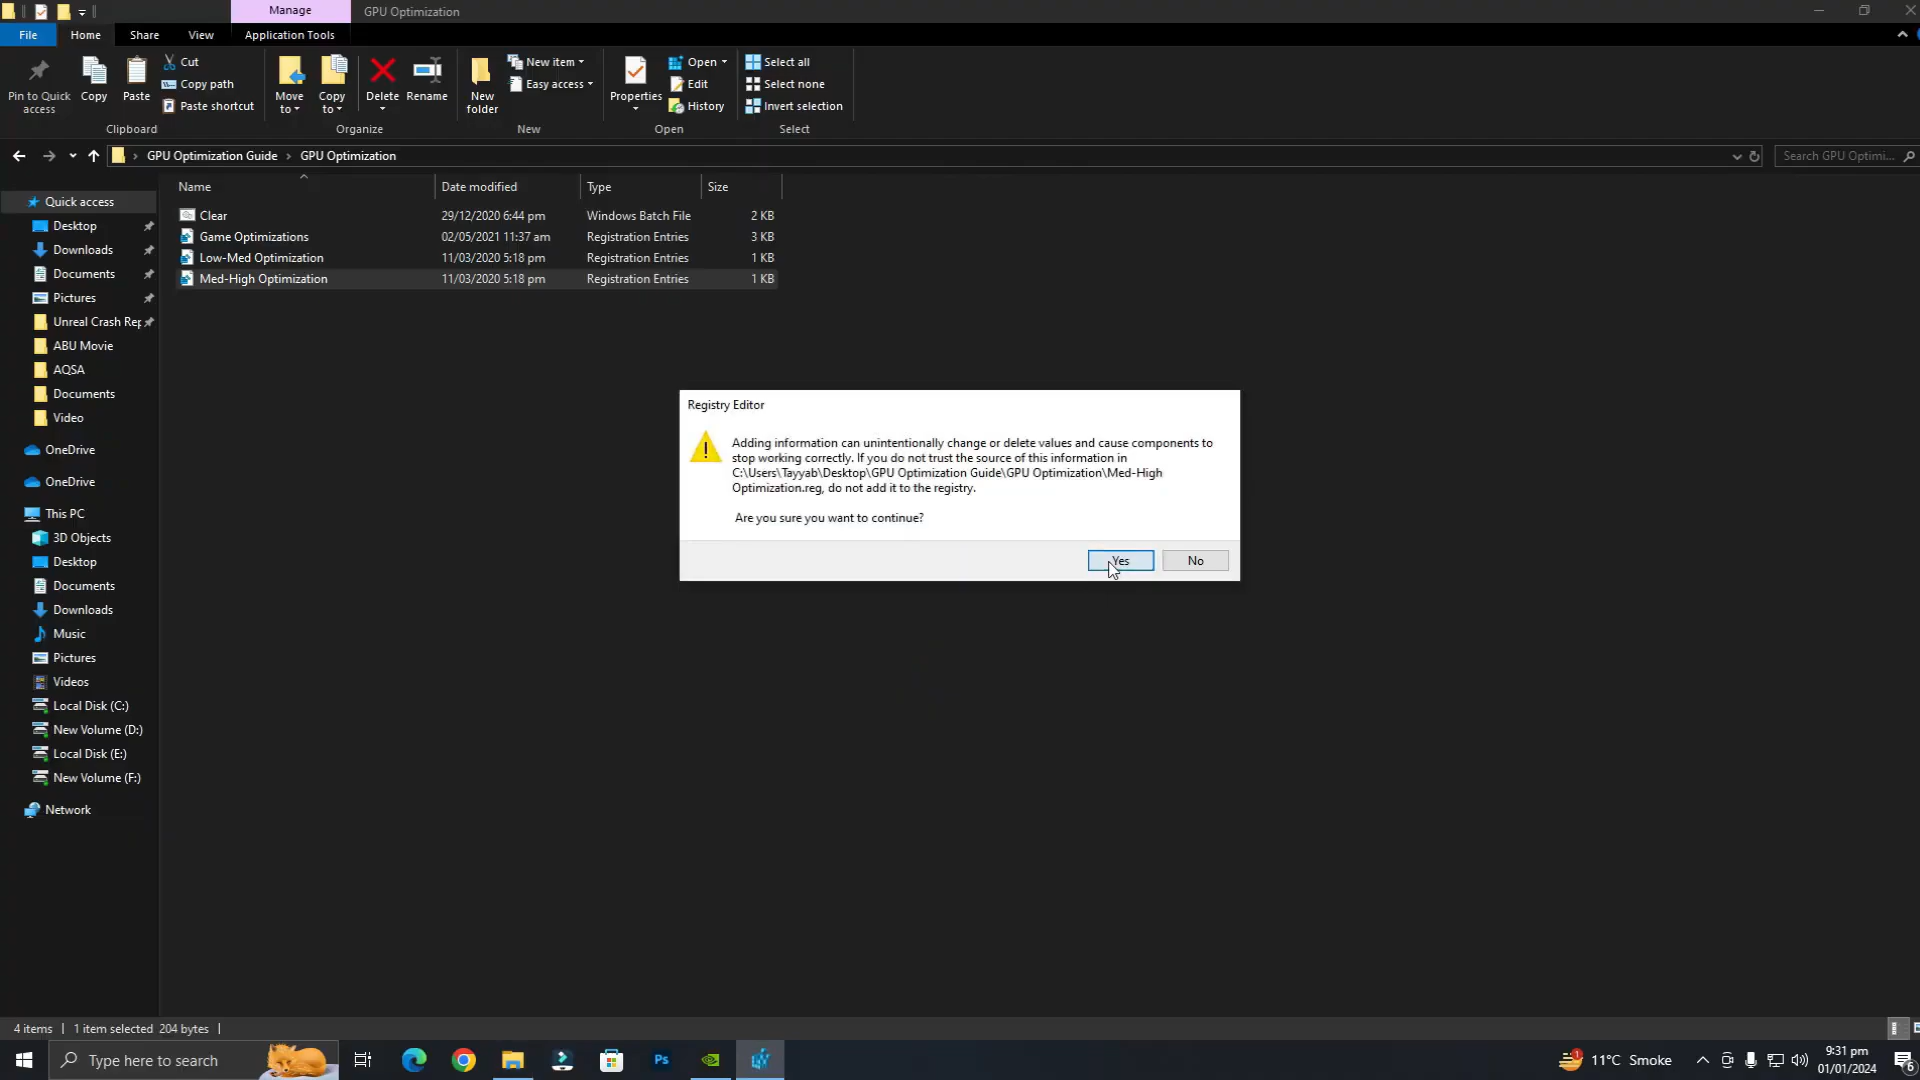 Manage
GPU Optimization
File
Home
Share
View
Application Tools
Pin to Quick access
Copy
Paste
Cut
Copy path
Paste shortcut
Clipboard
Move to
Copy to
Delete
Rename
Organize
New folder
New item
Easy access
New
Properties
Open
Edit
History
Open
Select all
Select none
Invert selection
Select
GPU Optimization Guide > GPU Optimization
Search GPU Optimi...
Name Date modified Type Size
Clear 29/12/2020 6:44 pm Windows Batch File 2 KB
Game Optimizations 02/05/2021 11:37 am Registration Entries 3 KB
Low-Med Optimization 11/03/2020 5:18 pm Registration Entries 1 KB
Med-High Optimization 11/03/2020 5:18 pm Registration Entries 1 KB
Quick access
Desktop
Downloads
Documents
Pictures
Unreal Crash Rep
ABU Movie
AQSA
Documents
Video
OneDrive
OneDrive
This PC
3D Objects
Desktop
Documents
Downloads
Music
Pictures
Videos
Local Disk (C:)
New Volume (D:)
Local Disk (E:)
New Volume (F:)
Network
Registry Editor
Adding information can unintentionally change or delete values and cause components to
stop working correctly. If you do not trust the source of this information in
C:\Users\Tayyab\Desktop\GPU Optimization Guide\GPU Optimization\Med-High
Optimization.reg, do not add it to the registry.
Are you sure you want to continue?
Yes
No
4 items 1 item selected 204 bytes
Type here to search
Ps
1
11°C Smoke
9:31 pm
01/01/2024
6